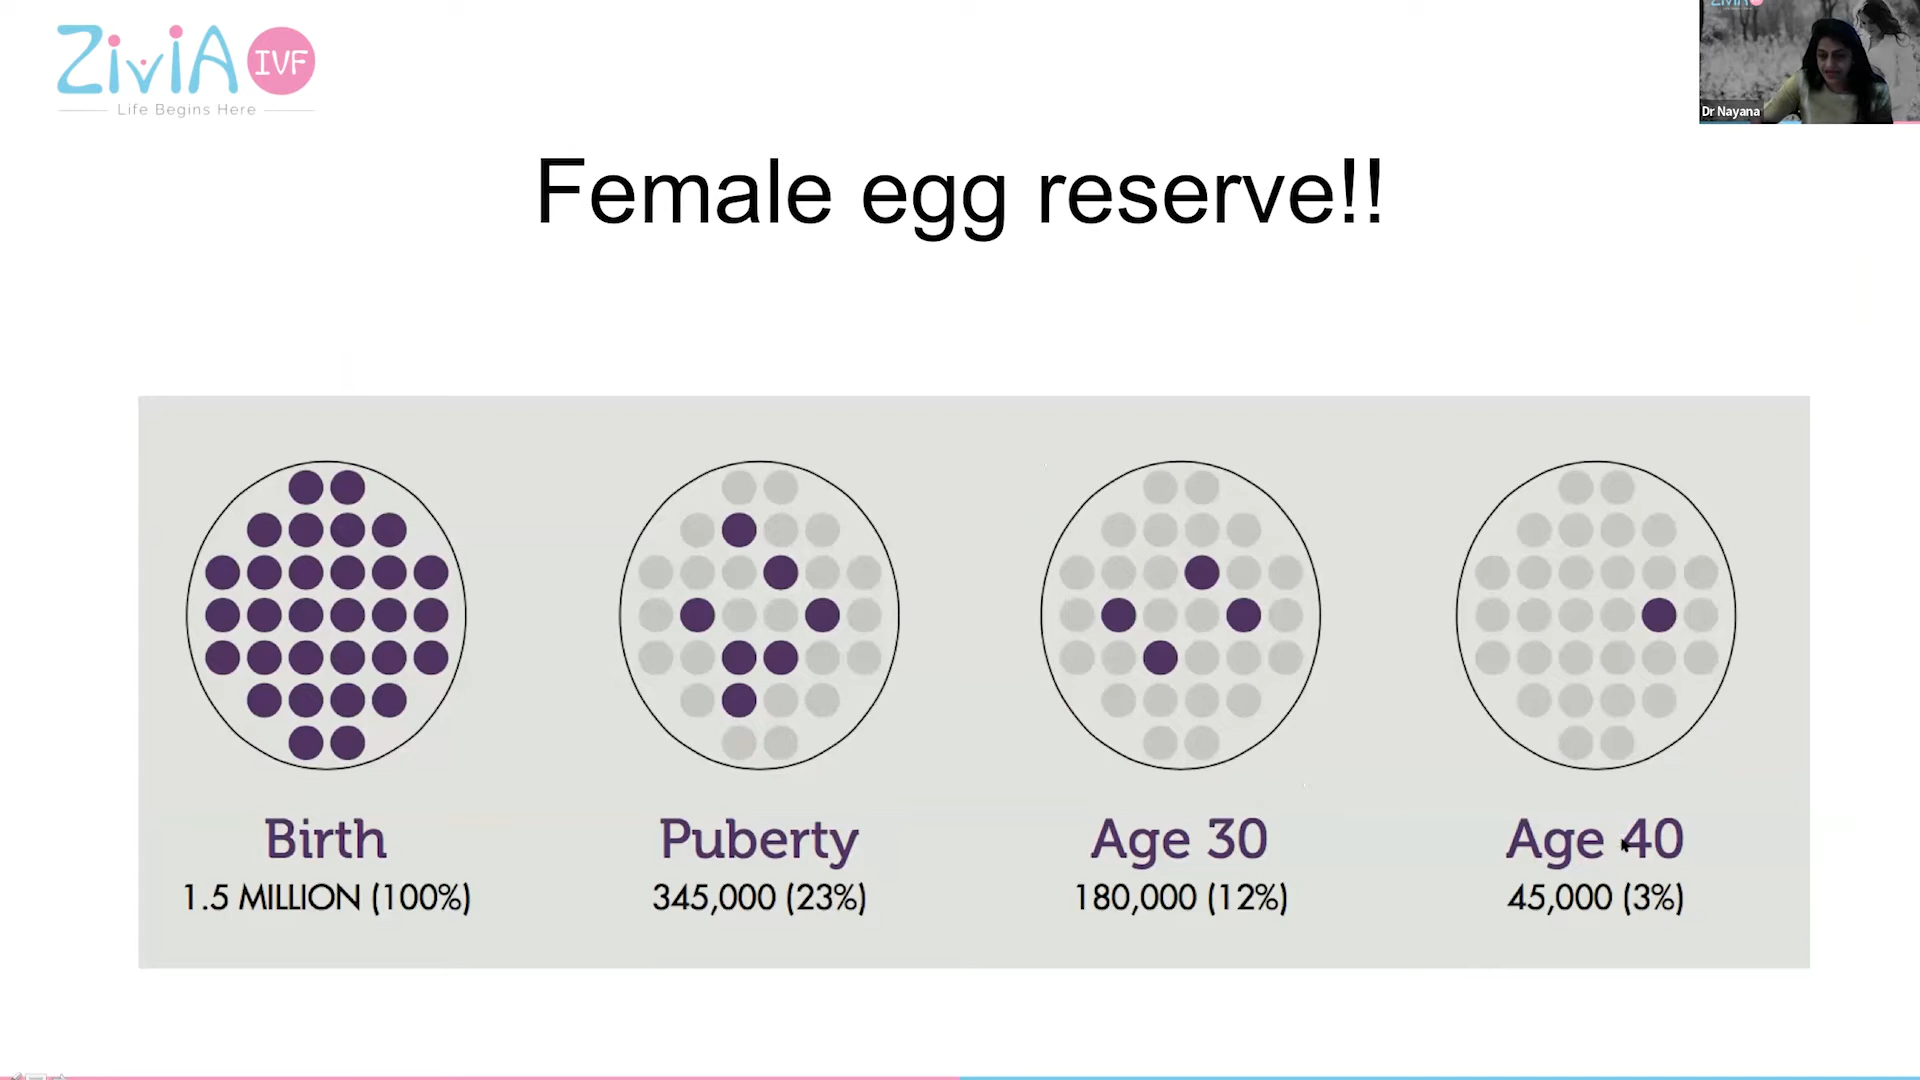 ZiviA IVF
Life Begins Here
Dr Nayana
Female egg reserve!!
Birth
1.5 MILLION (100%)
Puberty
345,000 (23%)
Age 30
180,000 (12%)
Age 40
45,000 (3%)